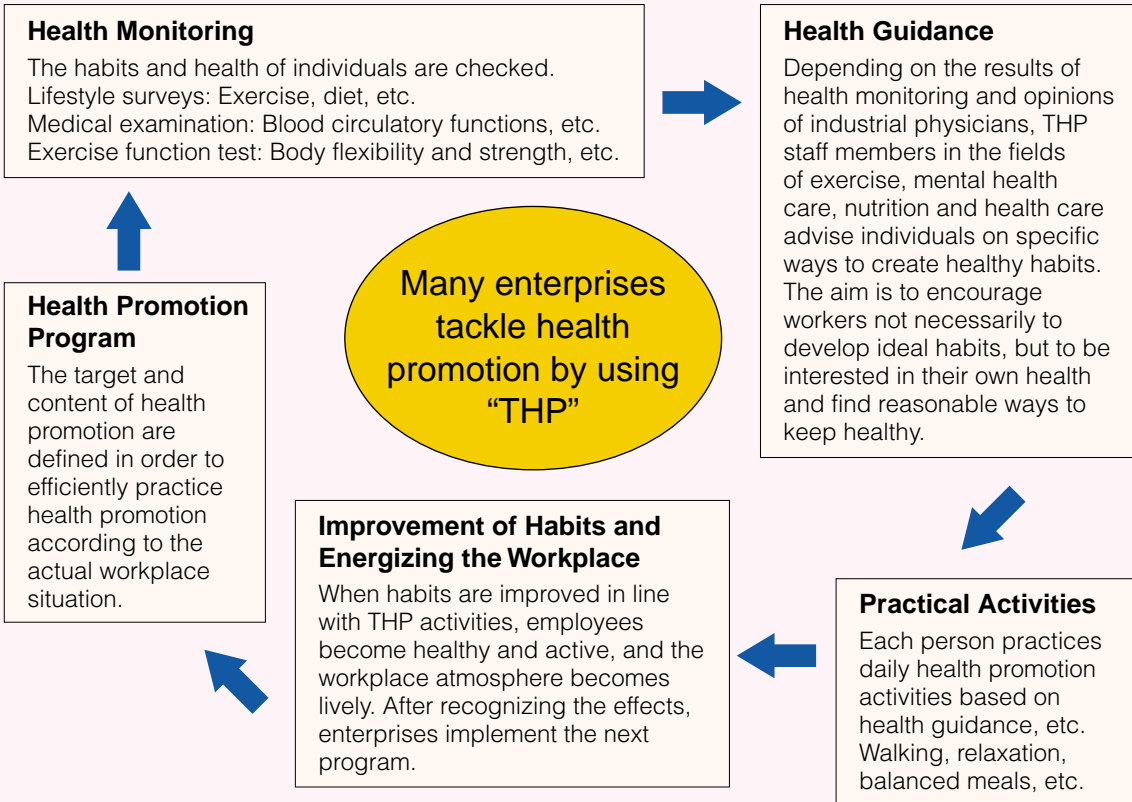 Health Monitoring
The habits and health of individuals are checked.
Lifestyle surveys: Exercise, diet, etc.
Medical examination: Blood circulatory functions, etc.
Exercise function test: Body flexibility and strength, etc.
Health Guidance
Depending on the results of
health monitoring and opinions
of industrial physicians, THP
staff members in the fields
of exercise, mental health
care, nutrition and health care
advise individuals on specific
ways to create healthy habits.
The aim is to encourage
workers not necessarily to
develop ideal habits, but to be
interested in their own health
and find reasonable ways to
keep healthy.
Many enterprises
tackle health
promotion by using
“THP”
Health Promotion
Program
The target and
content of health
promotion are
defined in order to
efficiently practice
health promotion
according to the
actual workplace
situation.
Improvement of Habits and
Energizing the Workplace
When habits are improved in line
with THP activities, employees
become healthy and active, and the
workplace atmosphere becomes
lively. After recognizing the effects,
enterprises implement the next
program.
Practical Activities
Each person practices
daily health promotion
activities based on
health guidance, etc.
Walking, relaxation,
balanced meals, etc.